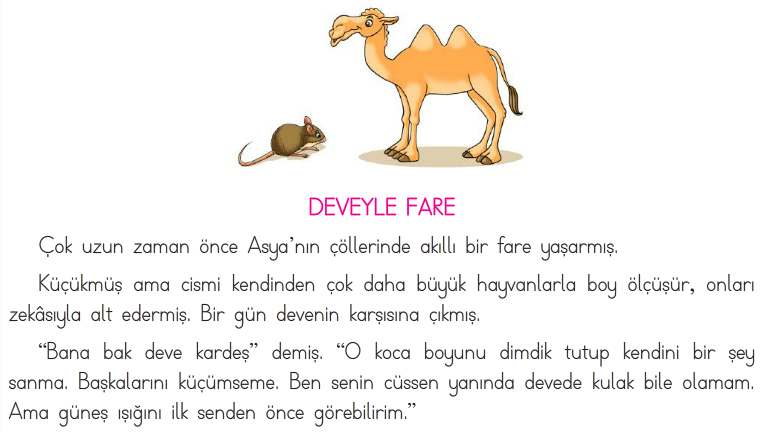 DEVEYLE FARE
Çok uzun zaman önce Asya'nın çöllerinde akıllı bir fare yaşarmış.
Küçükmüş ama cismi kendinden çok daha büyük hayvanlarla boy ölçüşür, onları
zekâsıyla alt edermiş. Bir gün devenin karşısına çıkmış.
“Bana bak deve kardeş” demiş. “O koca boyunu dimdik tutup kendini bir şey
sanma. Başkalarını küçümseme. Ben senin cüssen yanında devede kulak bile olamam.
Ama güneş ışığını ilk senden önce görebilirim.”